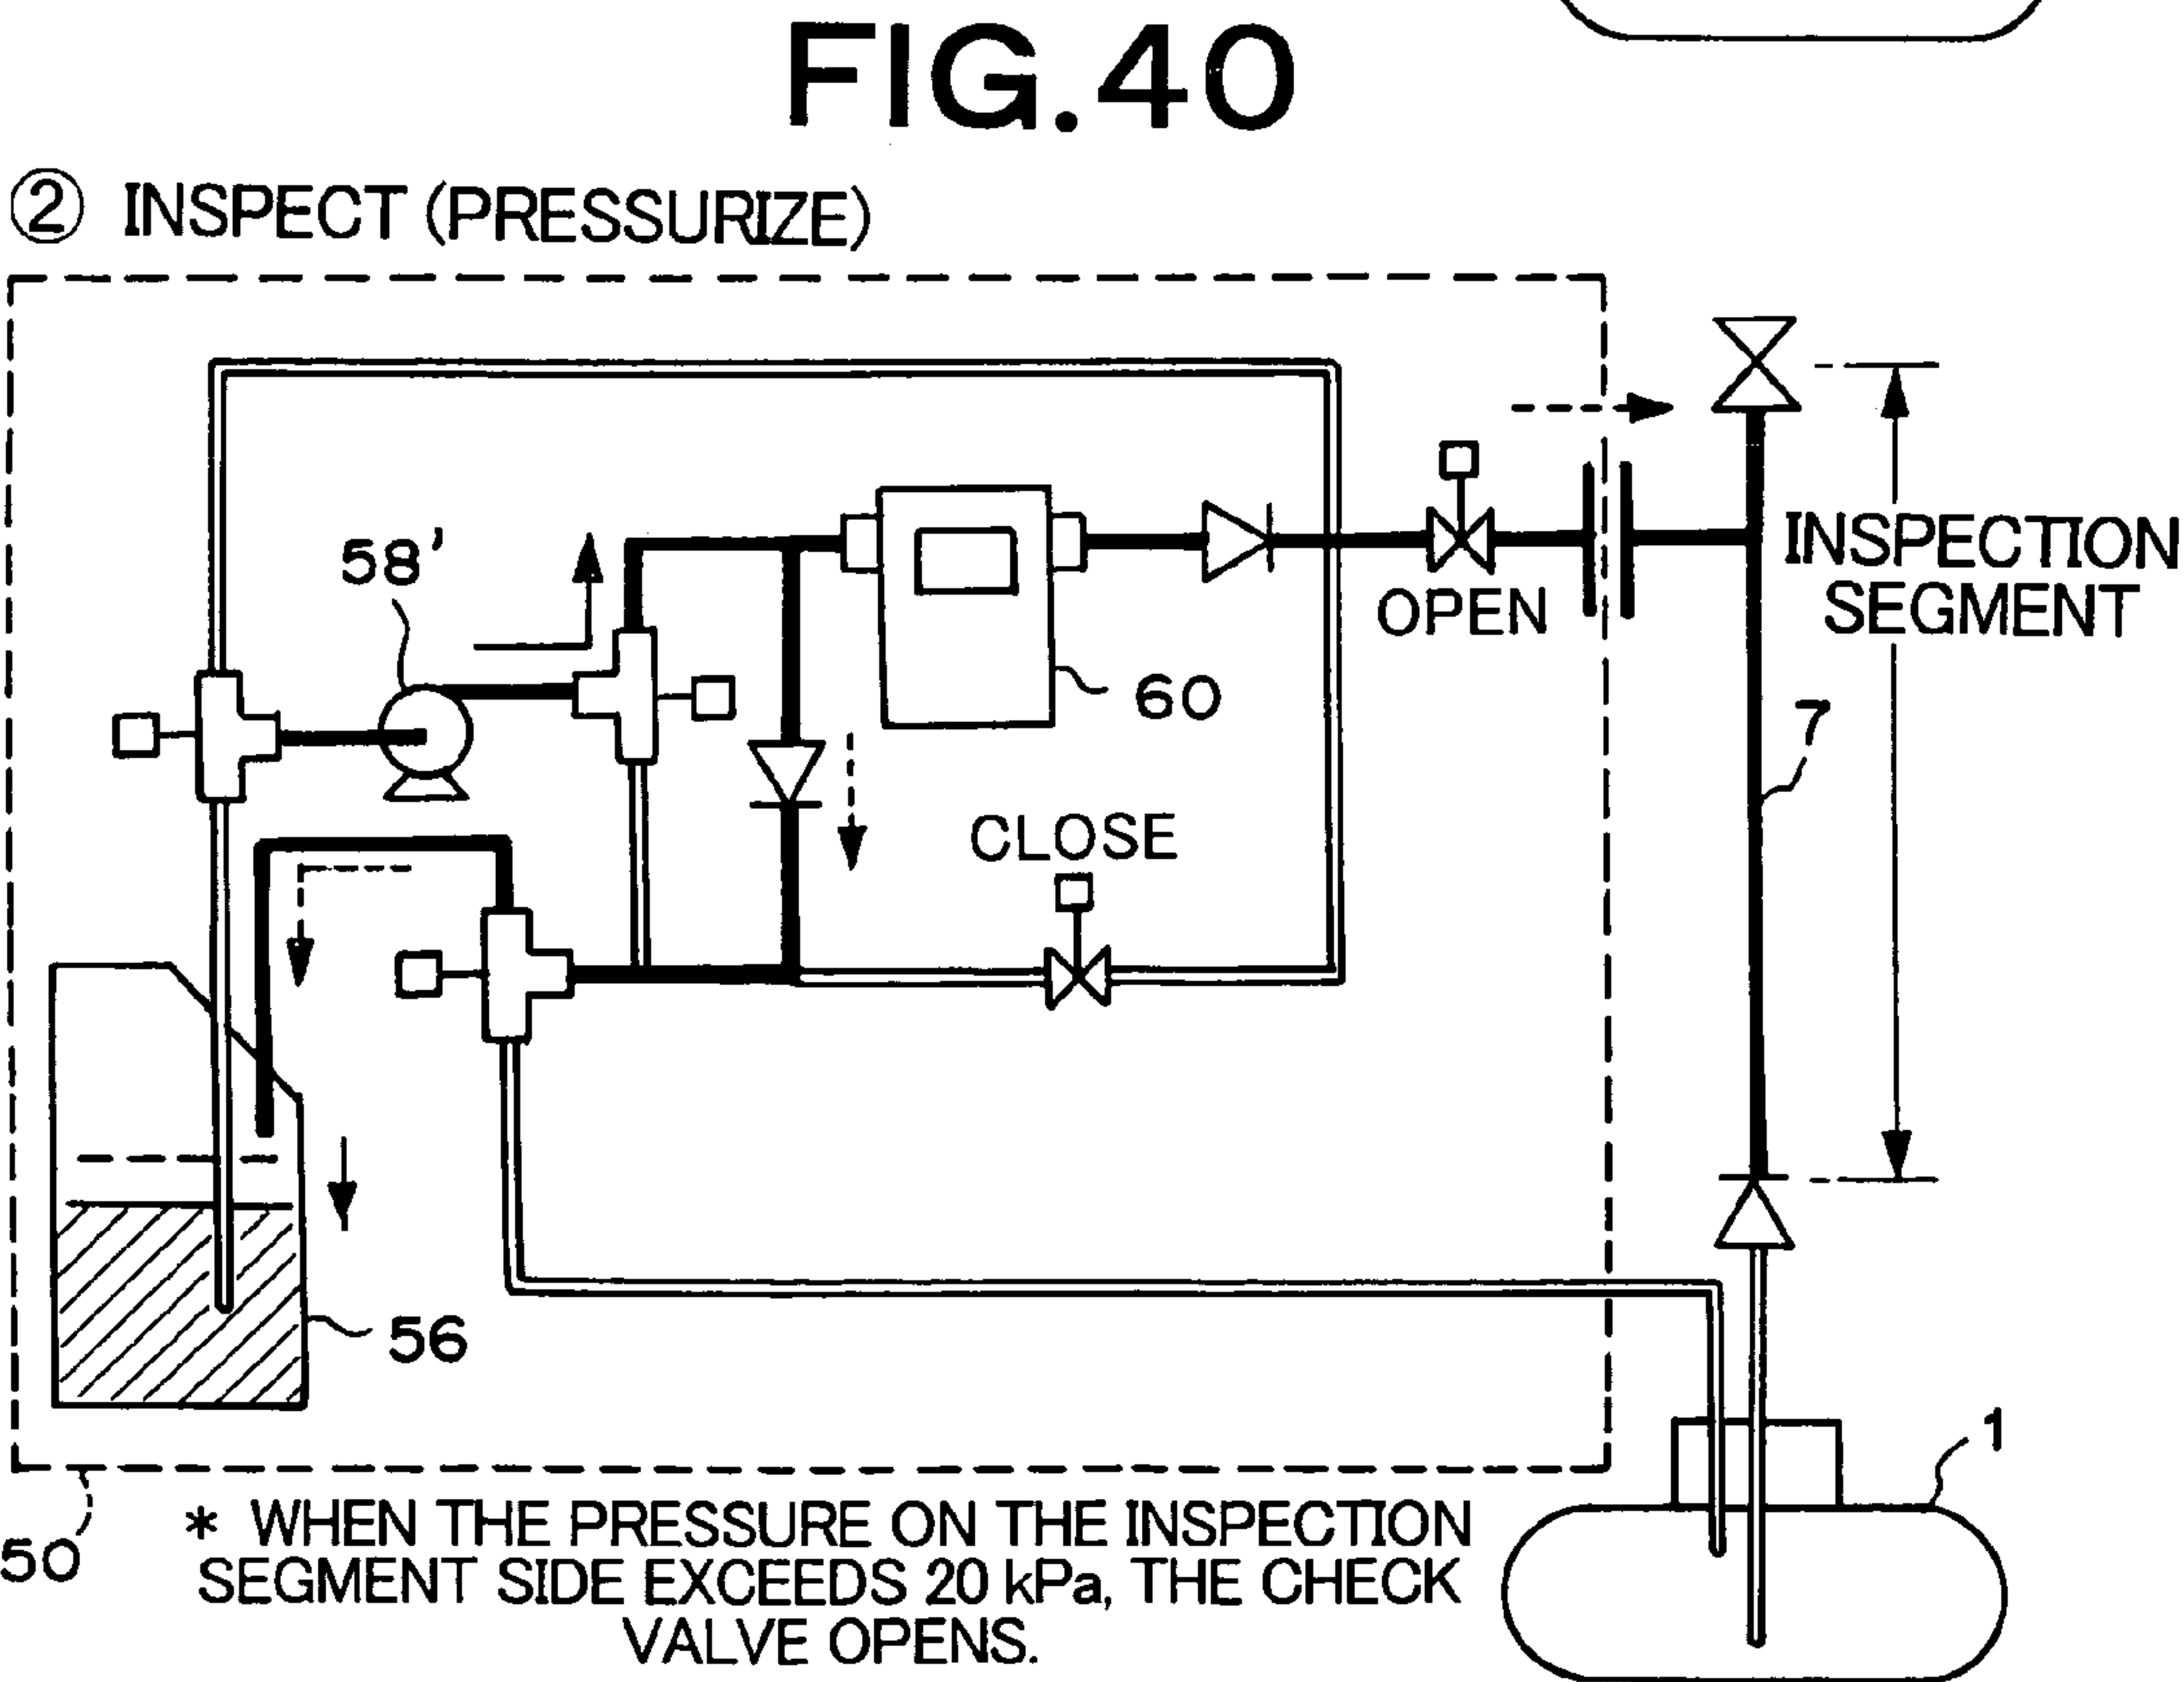 FIG.40
② INSPECT (PRESSURIZE)
58'
60
OPEN
INSPECTION
SEGMENT
7
CLOSE
56
1
50
* WHEN THE PRESSURE ON THE INSPECTION
SEGMENT SIDE EXCEEDS 20 kPa, THE CHECK
VALVE OPENS.